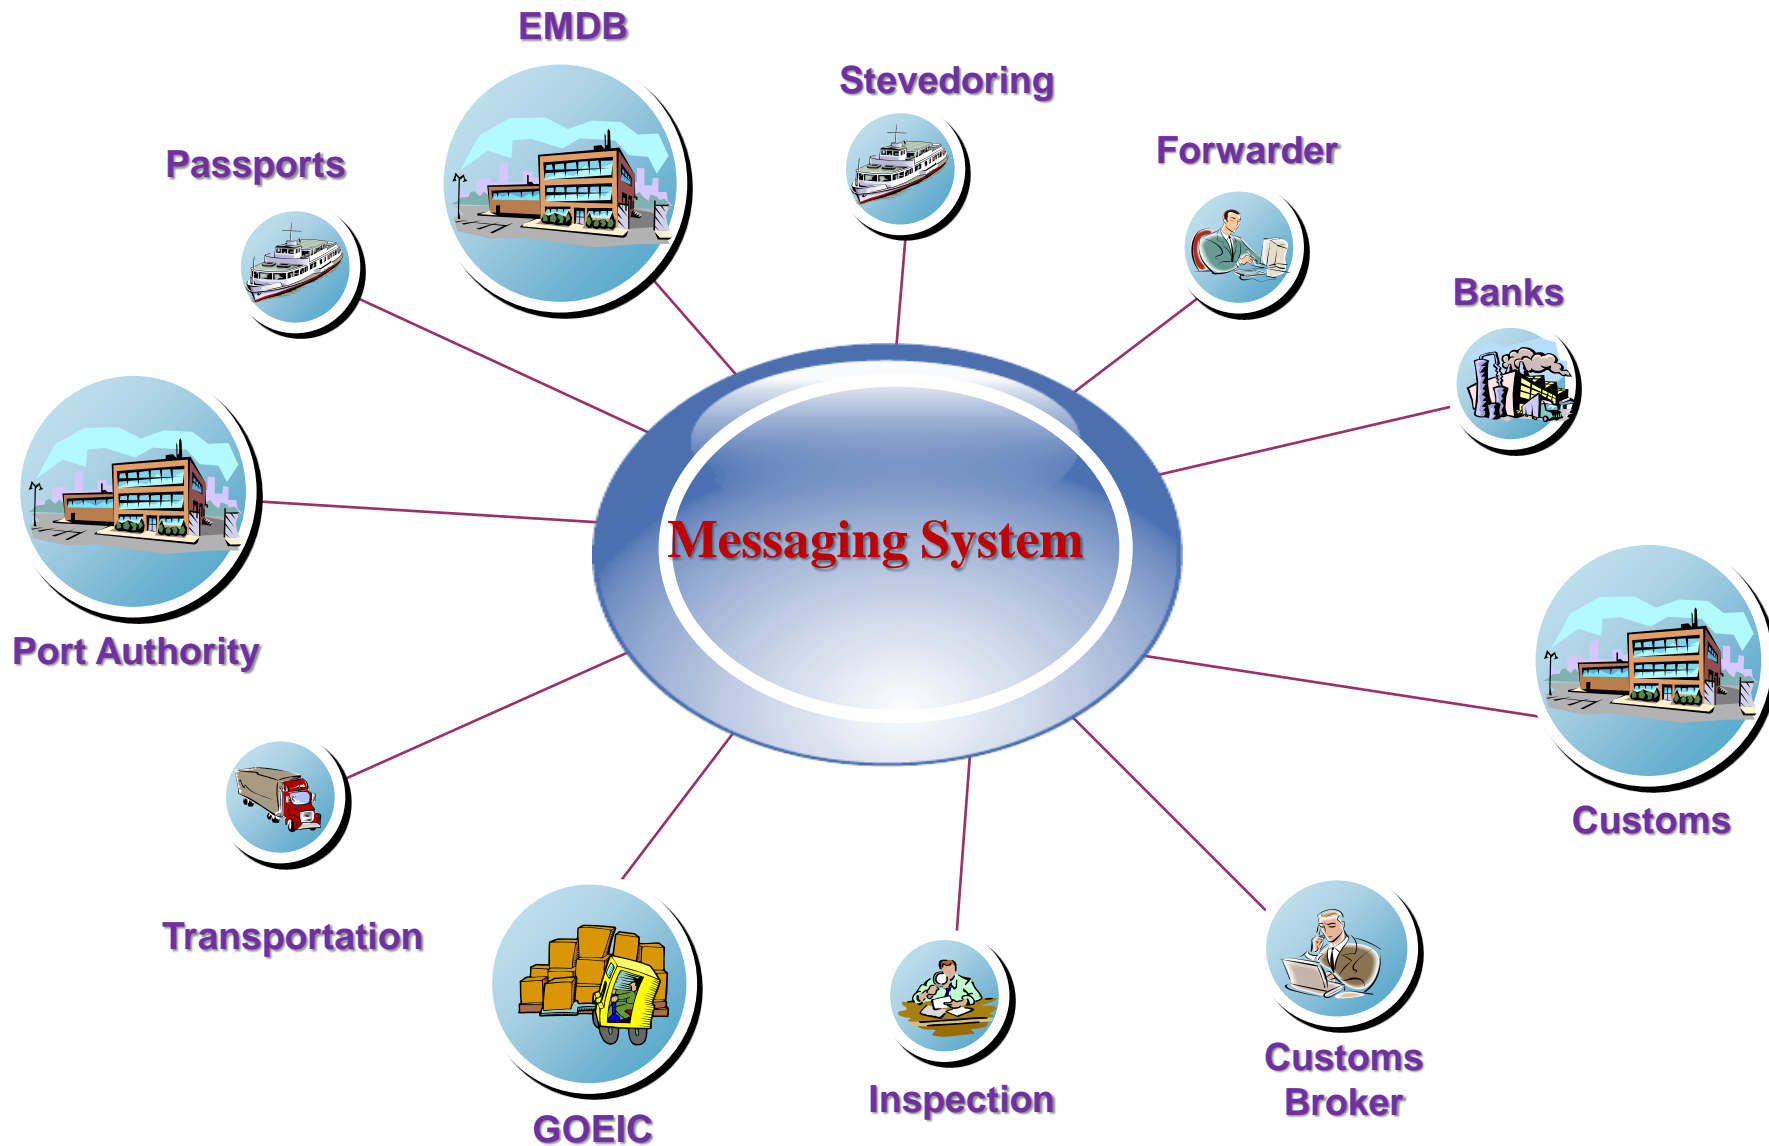 EMDB
Stevedoring
Forwarder
Passports
Banks
Messaging System
Port Authority
Customs
Transportation
Customs
Broker
Inspection
GOEIC